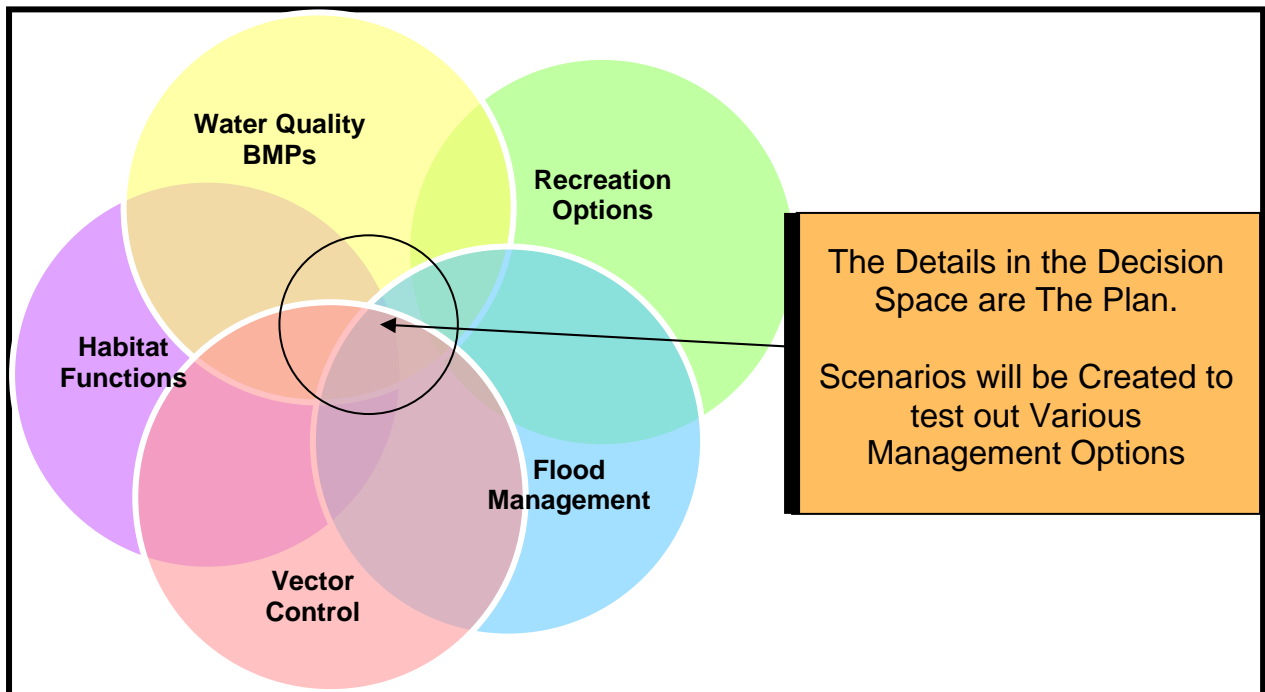 Water Quality
BMPs
Recreation
Options
Habitat
Functions
Flood
Management
Vector
Control
The Details in the Decision
Space are The Plan.
Scenarios will be Created to
test out Various
Management Options